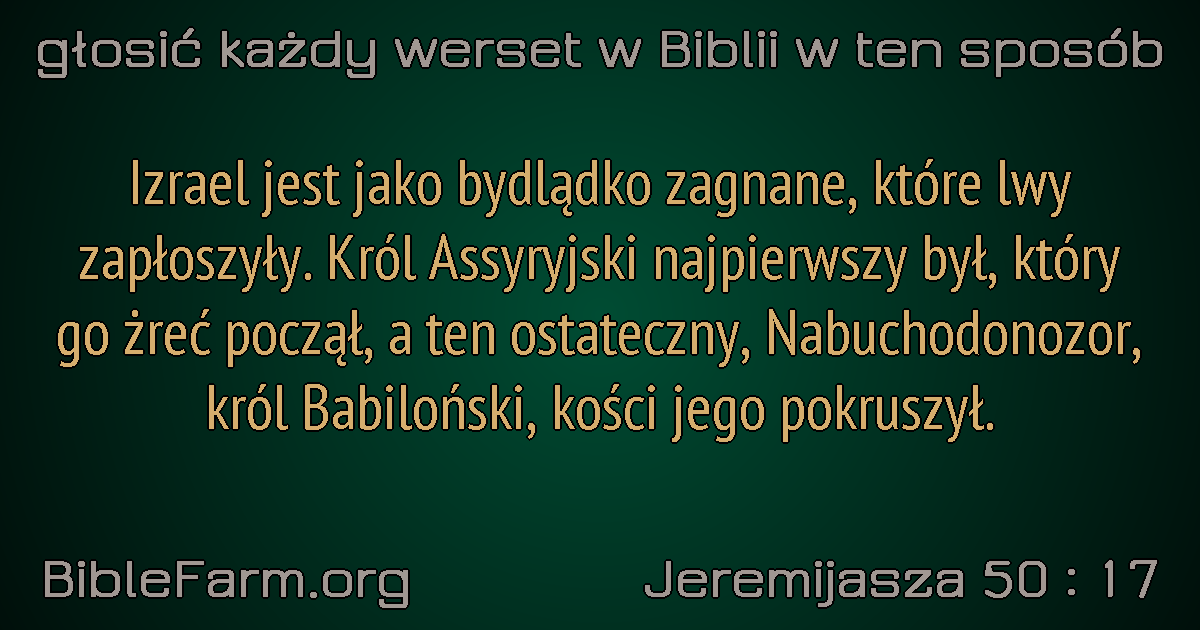 głosić każdy werset w Biblii w ten sposób
Izrael jest jako bydlądko zagnane, które lwy
zapłoszyły. Król Assyryjski najpierwszy był, który
go żreć począł, a ten ostateczny, Nabuchodonozor,
król Babiloński, kości jego pokruszył.
BibleFarm.org
Jeremijasza 50 : 17